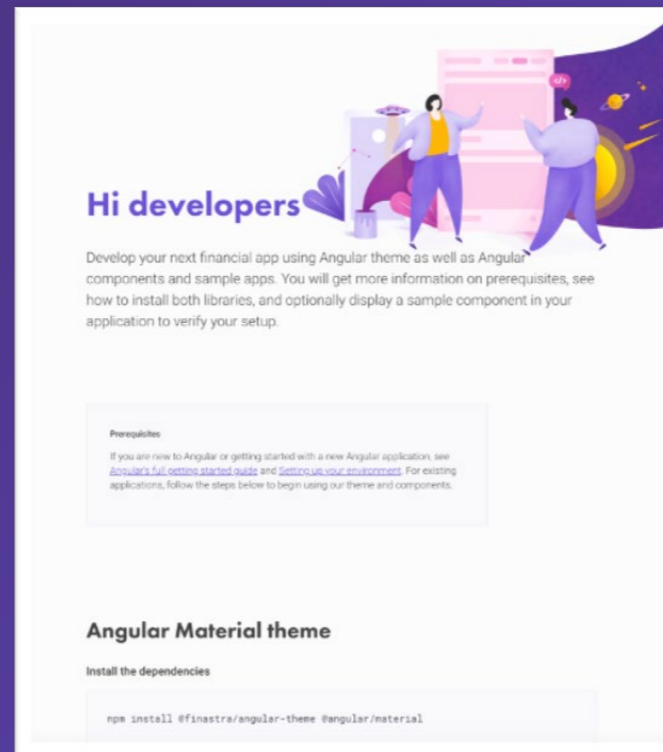 </>
Hi developers
Develop your next financial app using Angular theme as well as Angular
components and sample apps. You will get more information on prerequisites, see
how to install both libraries, and optionally display a sample component in your
application to verify your setup.
Prerequisites
If you are new to Angular or getting started with a new Angular application, see
Angular's full getting started guide and Setting up your environment. For existing
applications, follow the steps below to begin using our theme and components.
Angular Material theme
Install the dependencies
npm install @finastra/angular-theme @angular/material